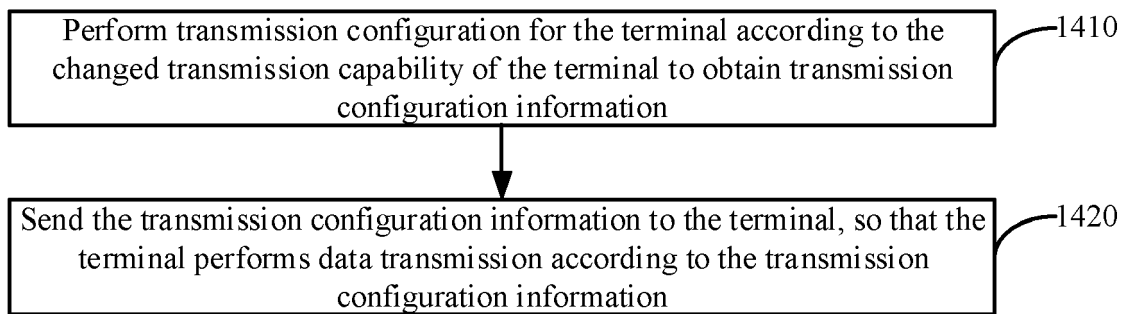 Perform transmission configuration for the terminal according to the
changed transmission capability of the terminal to obtain transmission
configuration information
1410
Send the transmission configuration information to the terminal, so that the
terminal performs data transmission according to the transmission
configuration information
1420